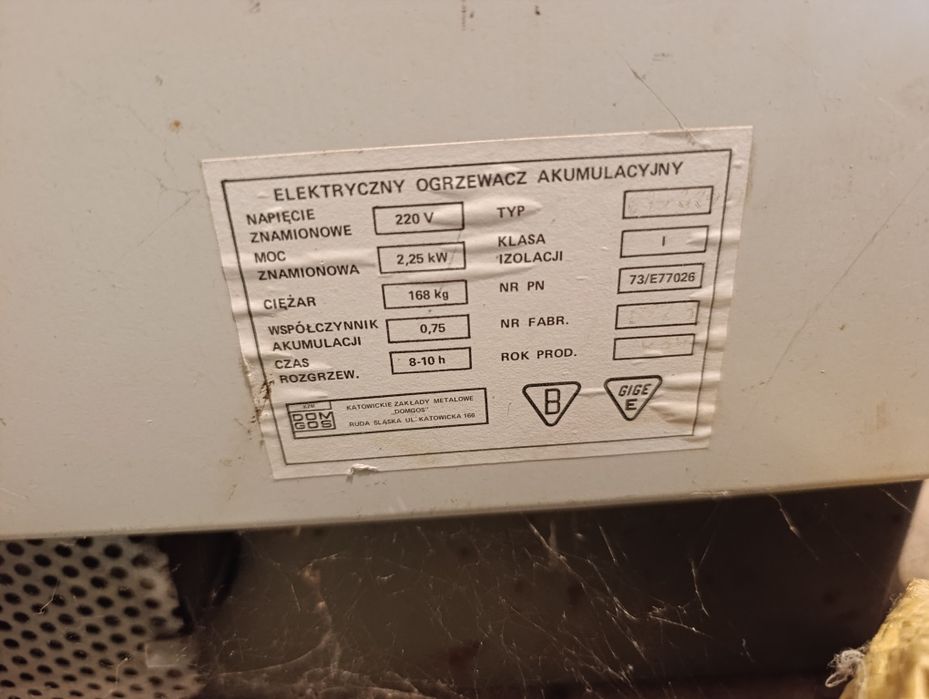 ELEKTRYCZNY OGRZEWACZ AKUMULACYJNY
NAPIĘCIE
ZNAMIONOWE
220 V
MOC
ZNAMIONOWA
2,25 kW
CIĘŻAR
168 kg
WSPÓŁCZYNNIK
AKUMULACJI
0,75
CZAS
ROZGRZEW.
8-10 h
TYP
KLASA
IZOLACJI
I
NR PN
73/E77026
NR FABR.
ROK PROD.
KZM
DOM
GOS
KATOWICKIE ZAKŁADY METALOWE
„DOMGOS"
RUDA ŚLĄSKA UL. KATOWICKA 166
B
GIGE
E